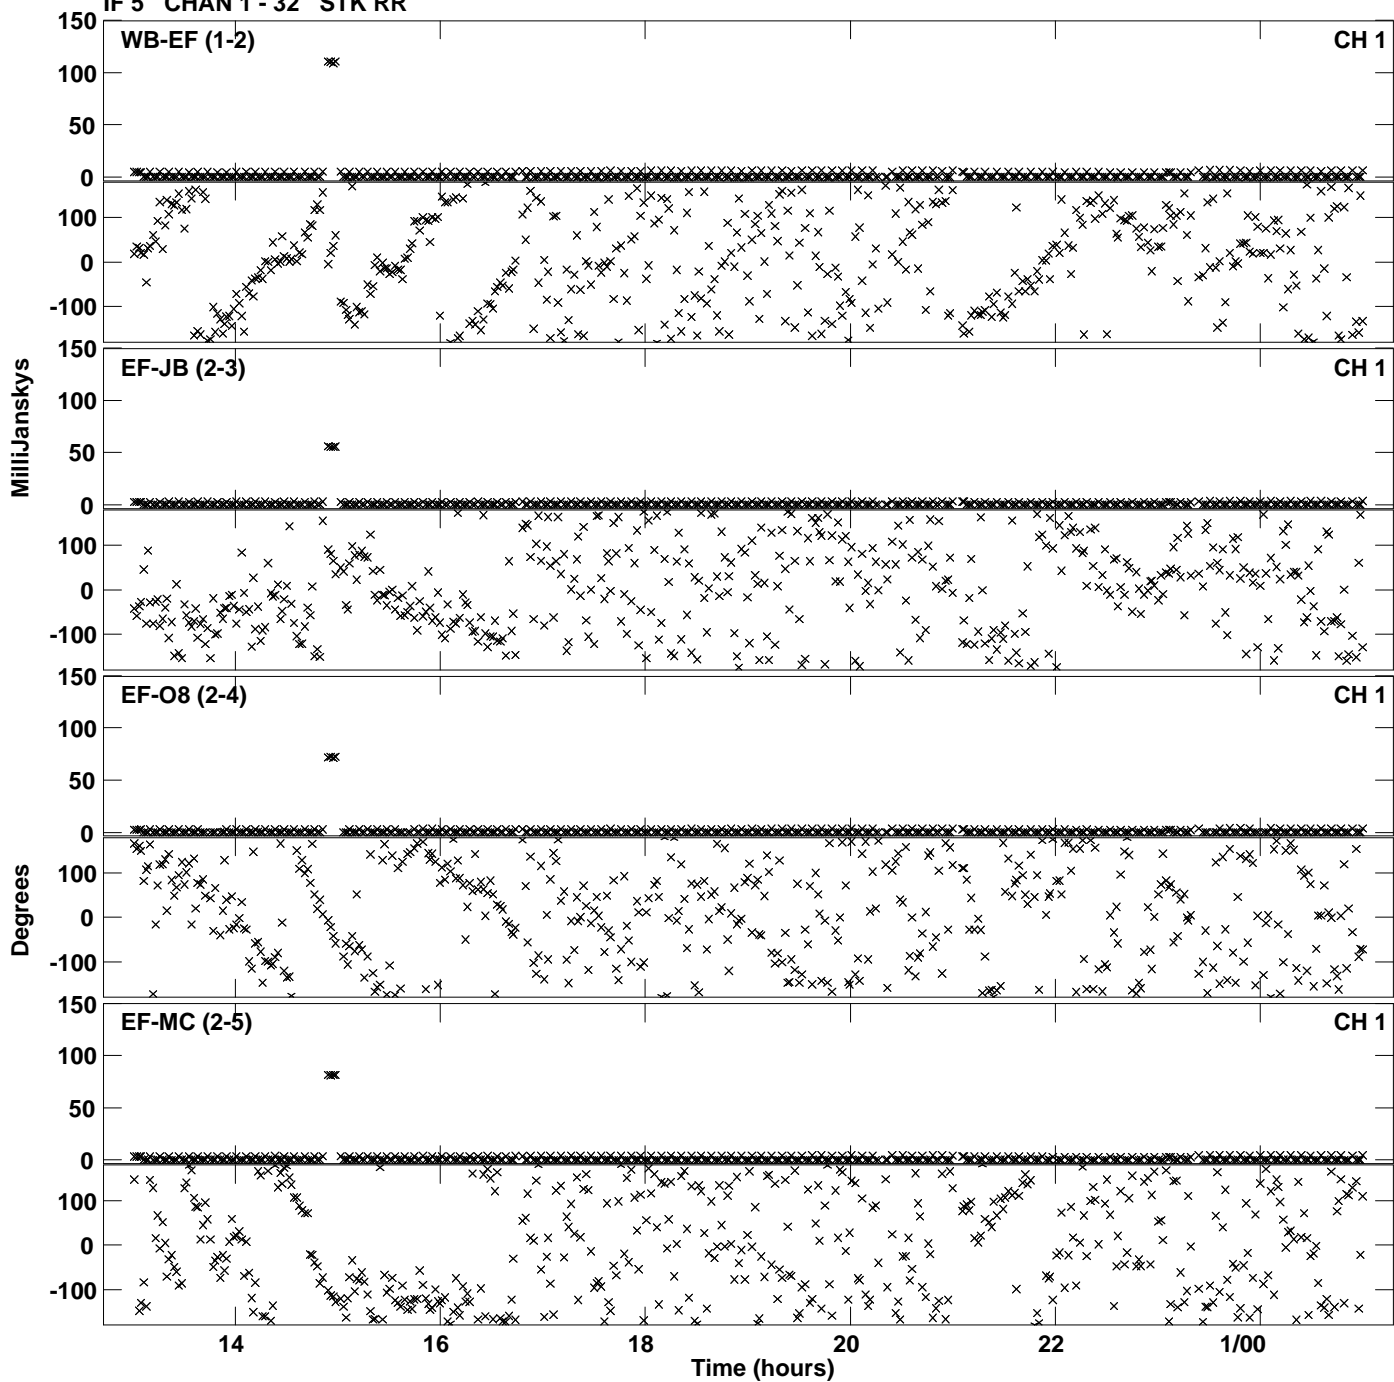 IF 5 CHAN 1 - 32 STK RR
150
WB-EF (1-2)
CH 1
100
50
0
100
0
-100
150
EF-JB (2-3)
CH 1
100
50
0
100
0
-100
150
EF-O8 (2-4)
CH 1
100
50
0
100
0
-100
150
EF-MC (2-5)
CH 1
100
50
0
100
0
-100
MilliJanskys
Degrees
14 16 18 20 22 1/00
Time (hours)